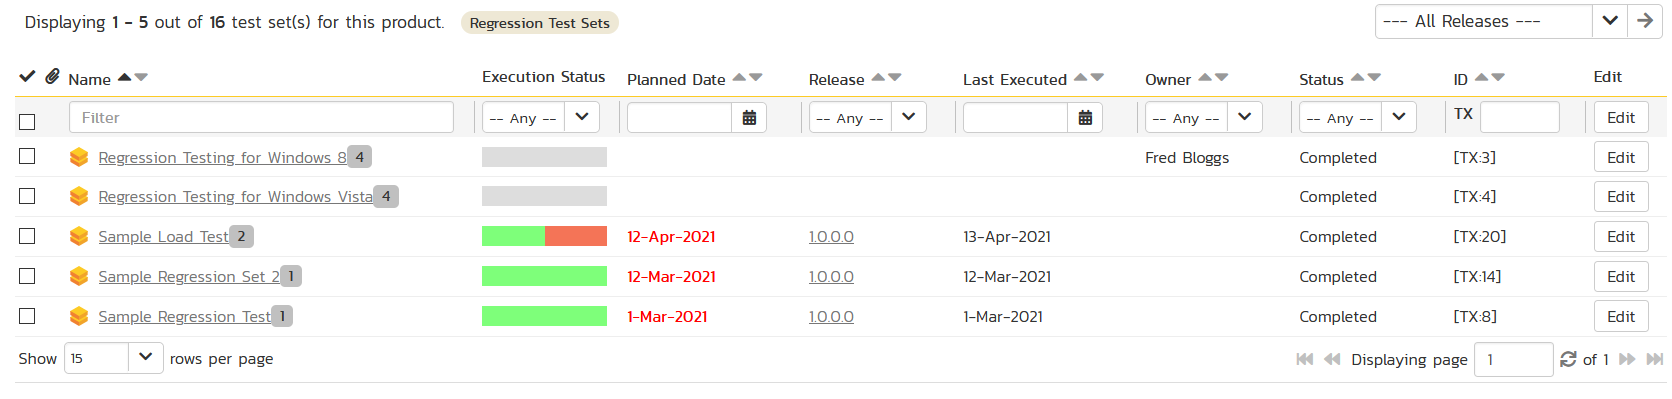 Displaying 1 - 5 out of 16 test set(s) for this product. Regression Test Sets --- All Releases ---
Name Execution Status Planned Date Release Last Executed Owner Status ID Edit
Filter -- Any -- -- Any -- -- Any -- -- Any -- TX Edit
Regression Testing for Windows 8 4 Fred Bloggs Completed [TX:3] Edit
Regression Testing for Windows Vista 4 Completed [TX:4] Edit
Sample Load Test 2 12-Apr-2021 1.0.0.0 13-Apr-2021 Completed [TX:20] Edit
Sample Regression Set 2 1 12-Mar-2021 1.0.0.0 12-Mar-2021 Completed [TX:14] Edit
Sample Regression Test 1 1-Mar-2021 1.0.0.0 1-Mar-2021 Completed [TX:8] Edit
Show 15 rows per page Displaying page 1 of 1